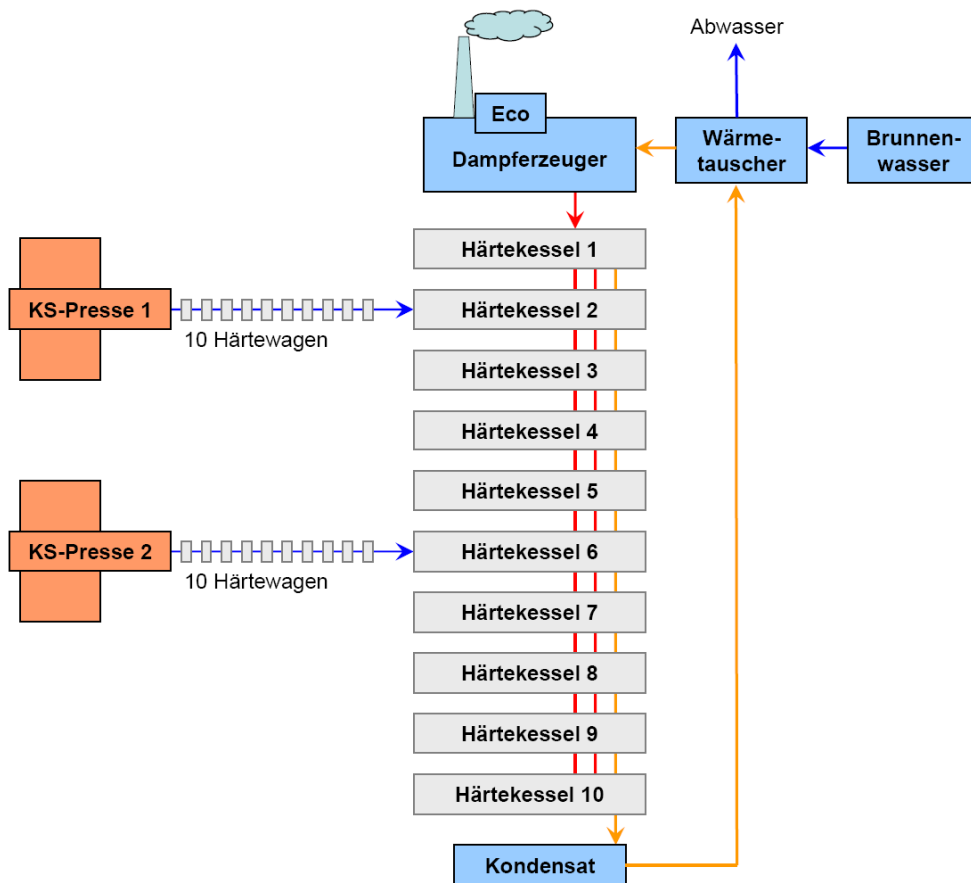 Abwasser
Eco
Dampferzeuger
Wärme-
tauscher
Brunnen-
wasser
Härtekessel 1
KS-Presse 1
10 Härtewagen
Härtekessel 2
Härtekessel 3
Härtekessel 4
Härtekessel 5
KS-Presse 2
10 Härtewagen
Härtekessel 6
Härtekessel 7
Härtekessel 8
Härtekessel 9
Härtekessel 10
Kondensat